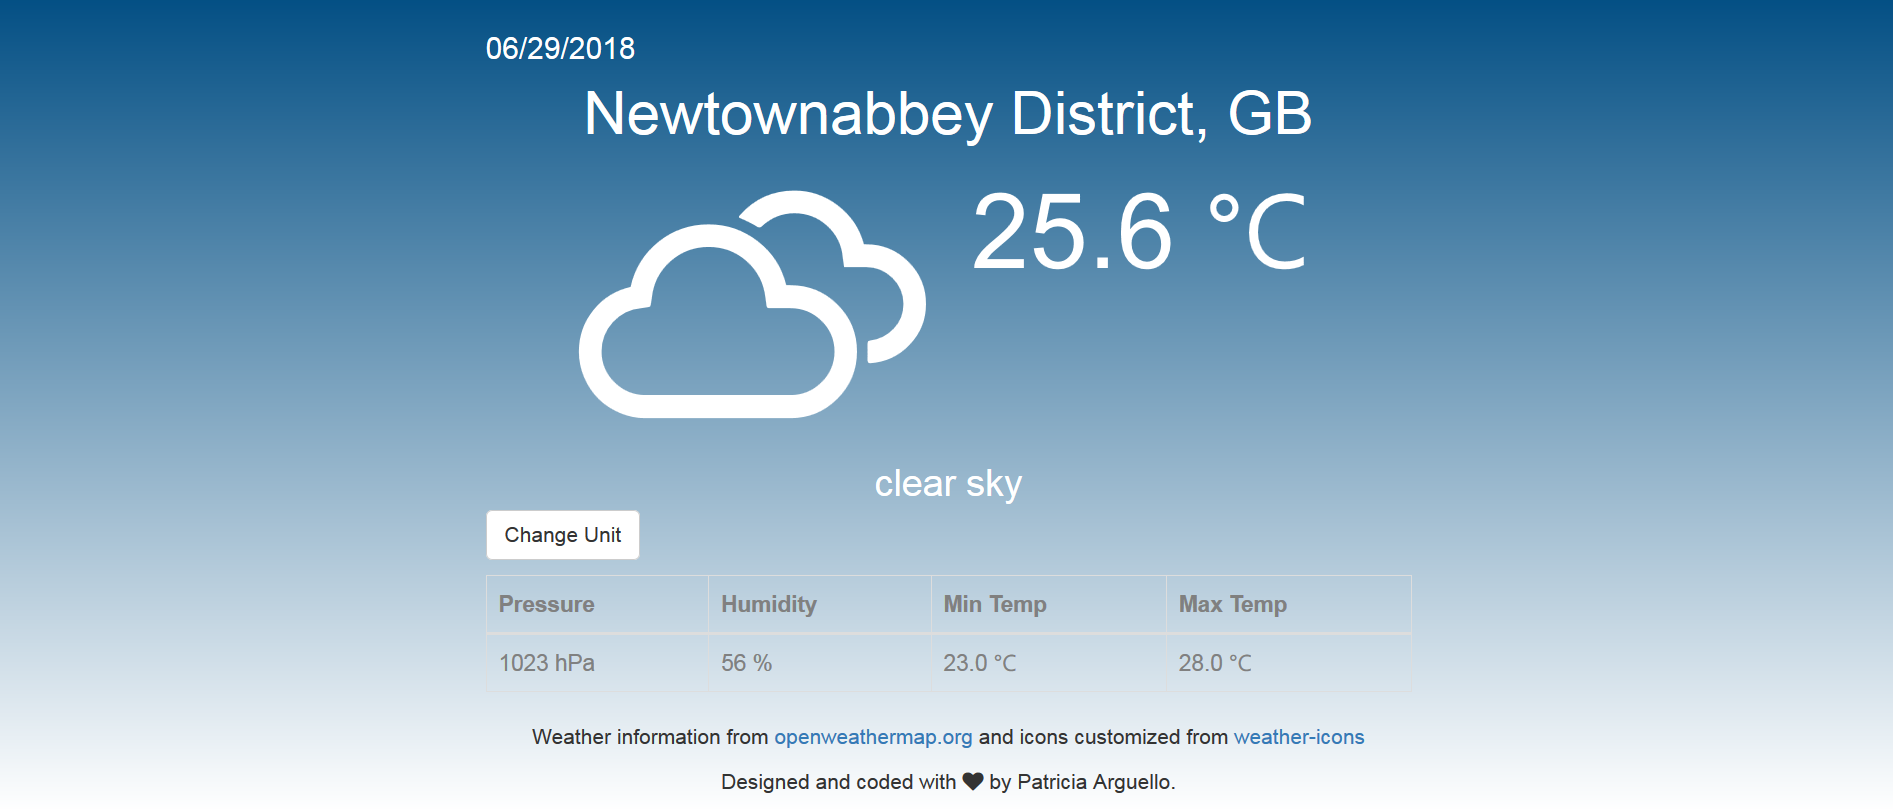 06/29/2018
Newtownabbey District, GB
25.6 °C
clear sky
Change Unit
Pressure Humidity Min Temp Max Temp
1023 hPa 56 % 23.0 °C 28.0 °C
Weather information from openweathermap.org and icons customized from weather-icons
Designed and coded with ♥ by Patricia Arguello.